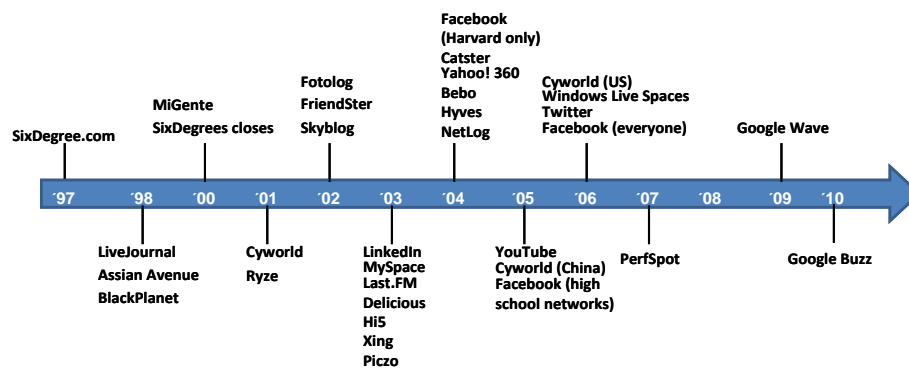 Facebook
(Harvard only)
Catster
Yahoo! 360
Bebo
Hyves
NetLog
Fotolog
FriendSter
Skyblog
Cyworld (US)
Windows Live Spaces
Twitter
Facebook (everyone)
MiGente
SixDegrees closes
SixDegree.com
Google Wave
´97
´98
´00
´01
´02
´03
´04
´05
´06
´07
´08
´09
´10
LiveJournal
Assian Avenue
BlackPlanet
Cyworld
Ryze
LinkedIn
MySpace
Last.FM
Delicious
Hi5
Xing
Piczo
YouTube
Cyworld (China)
Facebook (high
school networks)
PerfSpot
Google Buzz